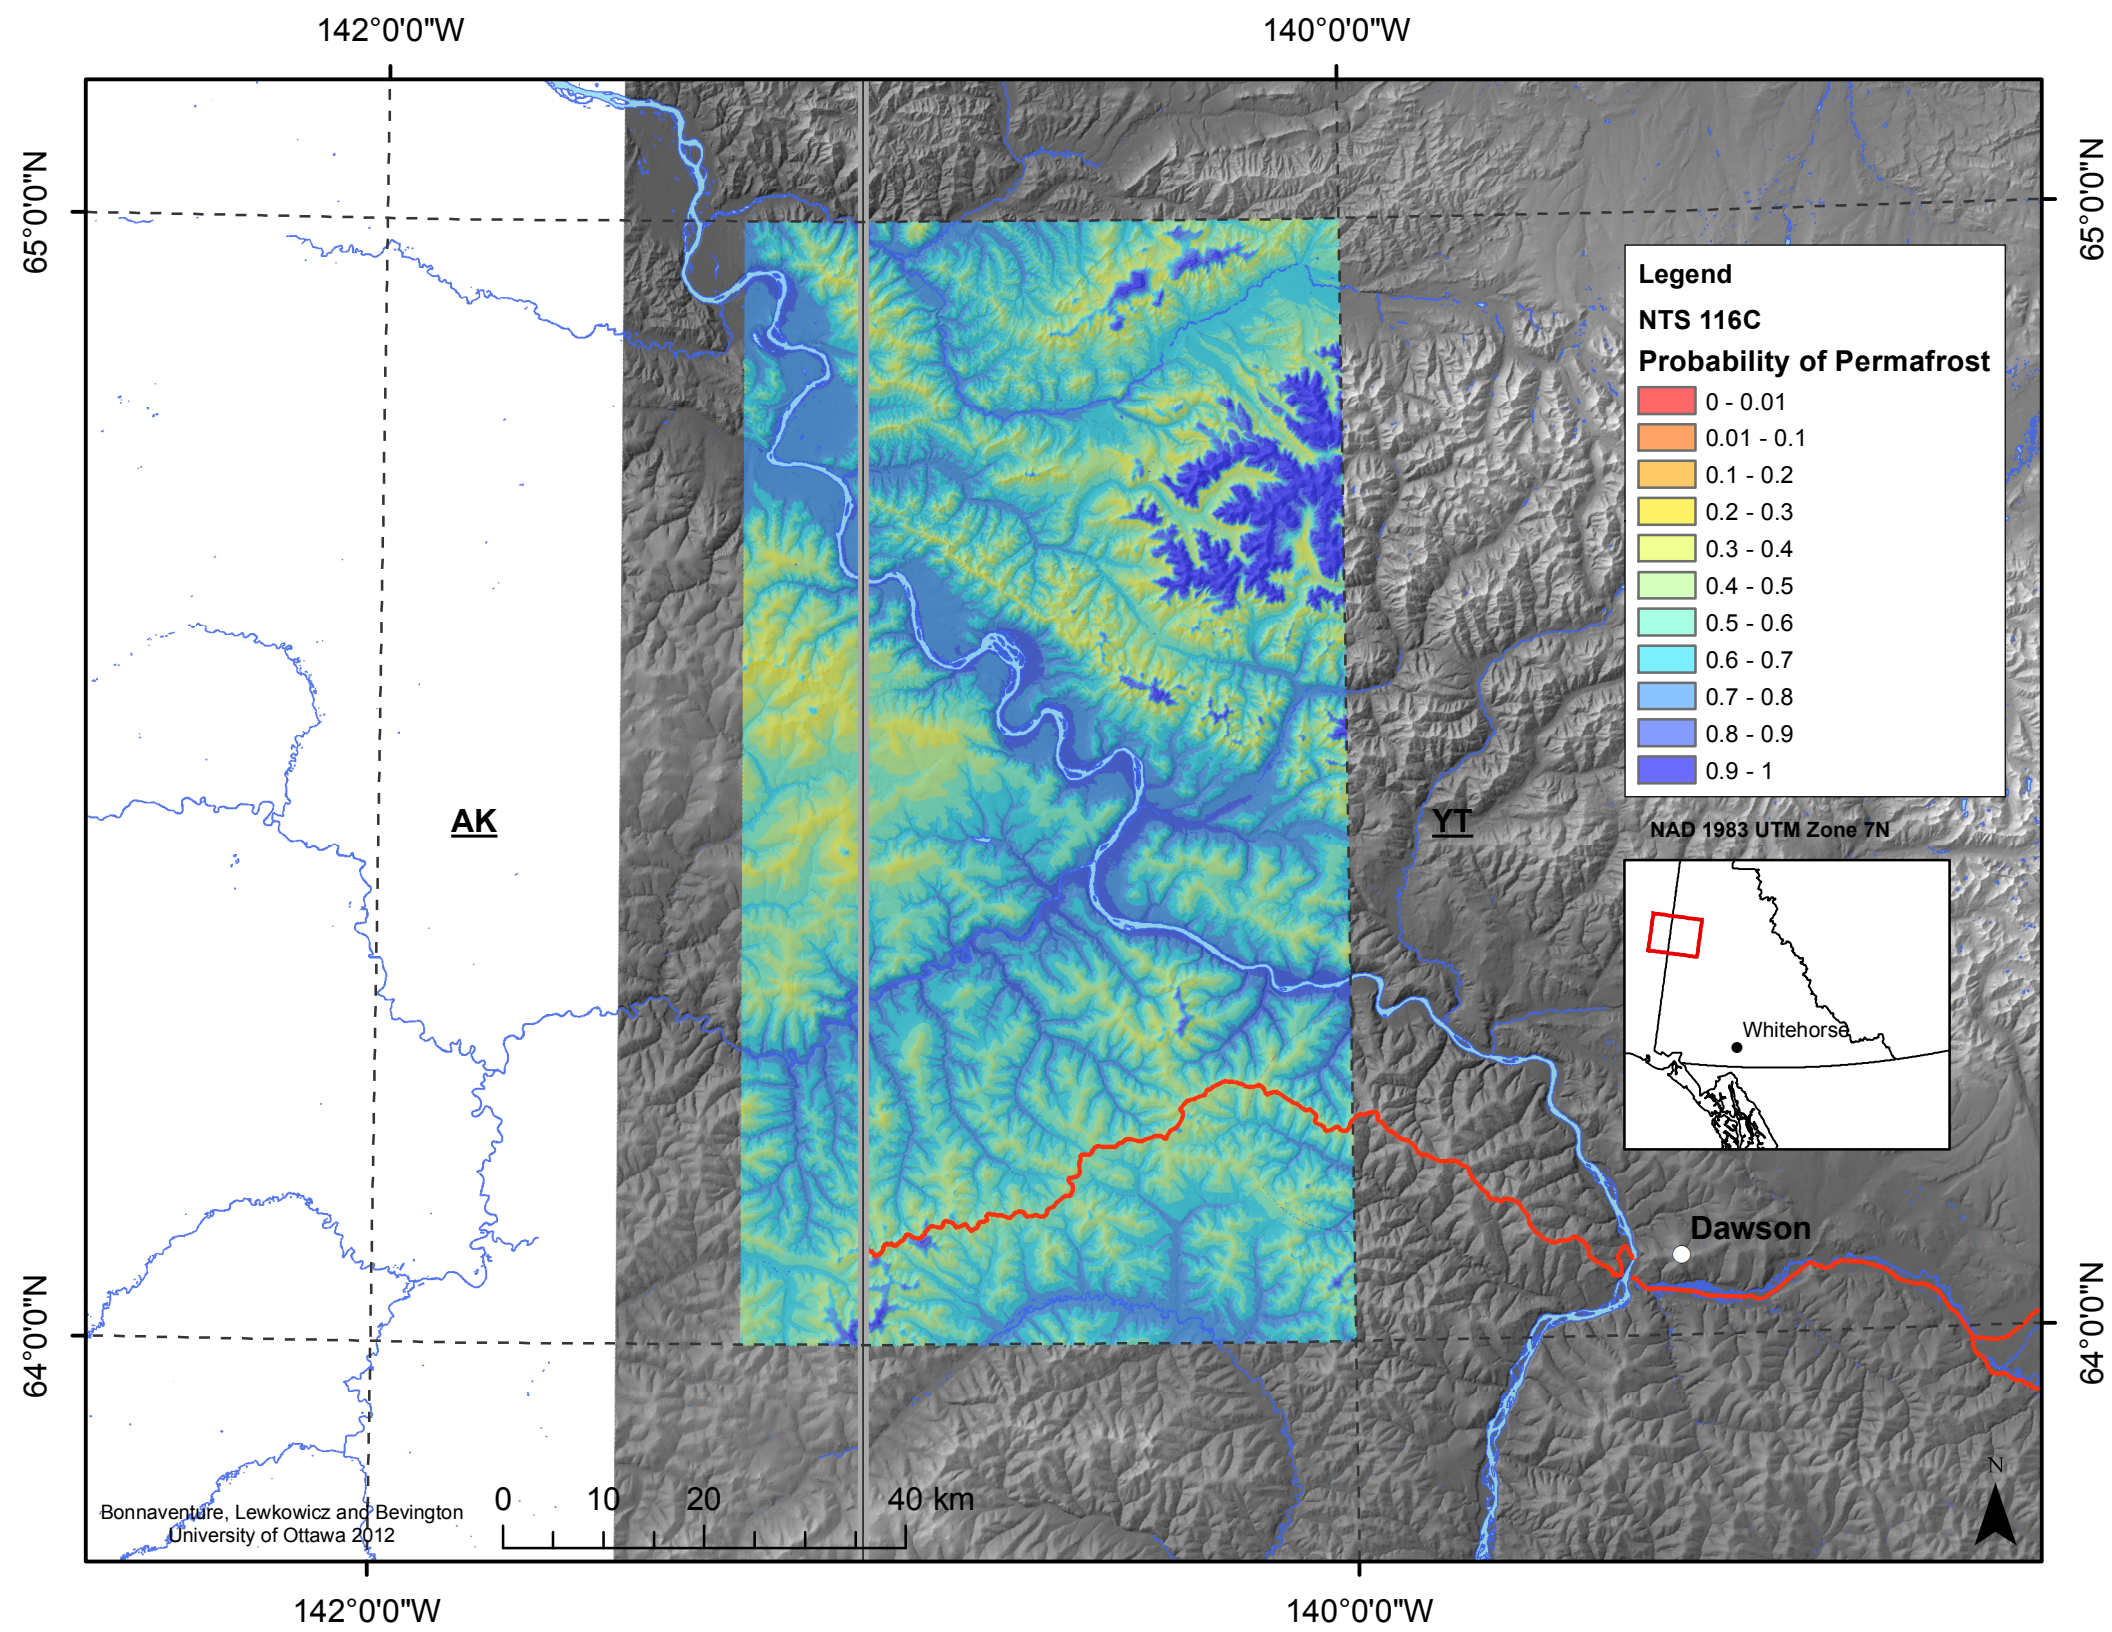 142°0'0"W
140°0'0"W
65°0'0"N
65°0'0"N
Legend
NTS 116C
Probability of Permafrost
0 - 0.01
0.01 - 0.1
0.1 - 0.2
0.2 - 0.3
0.3 - 0.4
0.4 - 0.5
0.5 - 0.6
0.6 - 0.7
0.7 - 0.8
0.8 - 0.9
0.9 - 1
AK
YT
NAD 1983 UTM Zone 7N
Whitehorse
Dawson
64°0'0"N
64°0'0"N
N
0 10 20 40 km
Bonnaventure, Lewkowicz and Bevington
University of Ottawa 2012
142°0'0"W
140°0'0"W